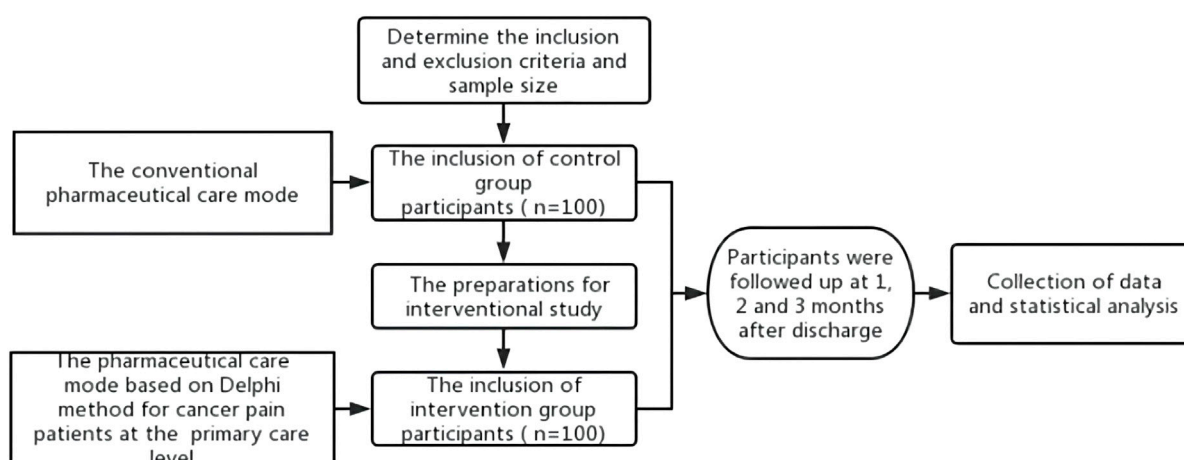 Determine the inclusion
and exclusion criteria and
sample size
The conventional
pharmaceutical care mode
The inclusion of control
group
participants ( n=100)
The preparations for
interventional study
Participants were
followed up at 1,
2 and 3 months
after discharge
Collection of data
and statistical analysis
The pharmaceutical care
mode based on Delphi
method for cancer pain
patients at the primary care
level
The inclusion of
intervention group
participants ( n=100)